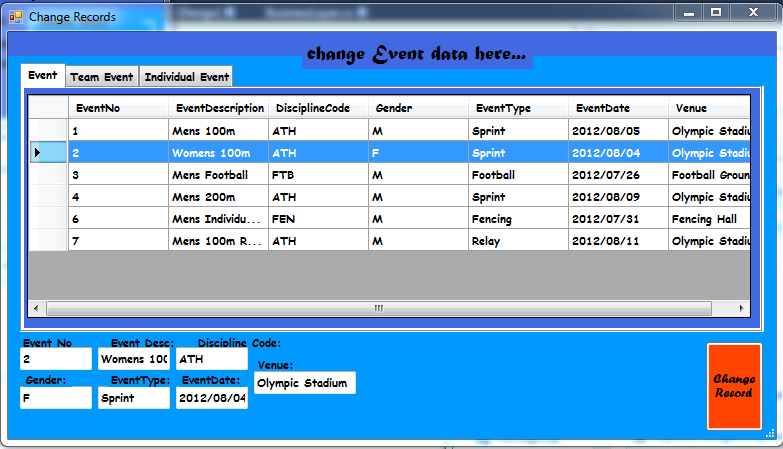 Change Records
change Event data here...
Event Team Event Individual Event
EventNo EventDescription DisciplineCode Gender EventType EventDate Venue
1 Mens 100m ATH M Sprint 2012/08/05 Olympic Stadiu
2 Womens 100m ATH F Sprint 2012/08/04 Olympic Stadiu
3 Mens Football FTB M Football 2012/07/26 Football Groun
4 Mens 200m ATH M Sprint 2012/08/09 Olympic Stadiu
6 Mens Individu... FEN M Fencing 2012/07/31 Fencing Hall
7 Mens 100m R... ATH M Relay 2012/08/11 Olympic Stadiu
Event No Event Desc: Discipline Code:
2 Womens 100 ATH
Venue:
Olympic Stadium
Gender: EventType: EventDate:
F Sprint 2012/08/04
Change
Record